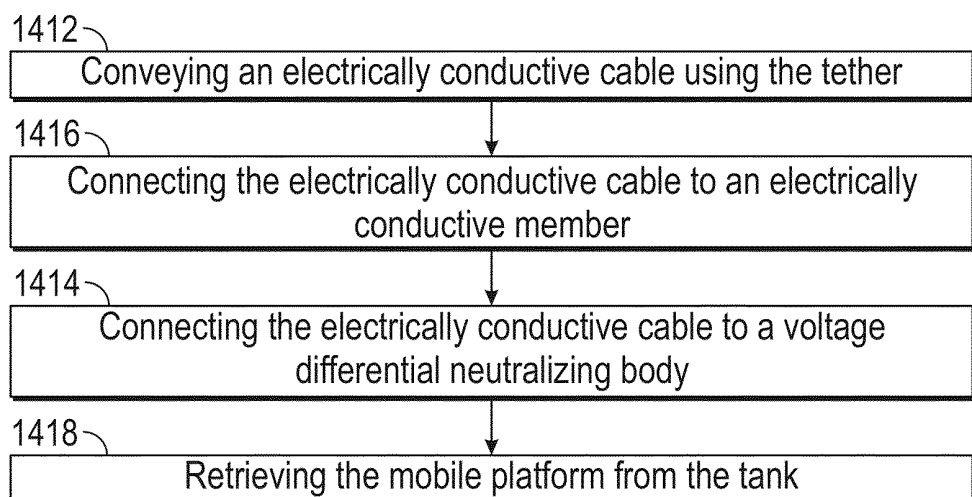 1412
Conveying an electrically conductive cable using the tether
1416
Connecting the electrically conductive cable to an electrically
conductive member
1414
Connecting the electrically conductive cable to a voltage
differential neutralizing body
1418
Retrieving the mobile platform from the tank